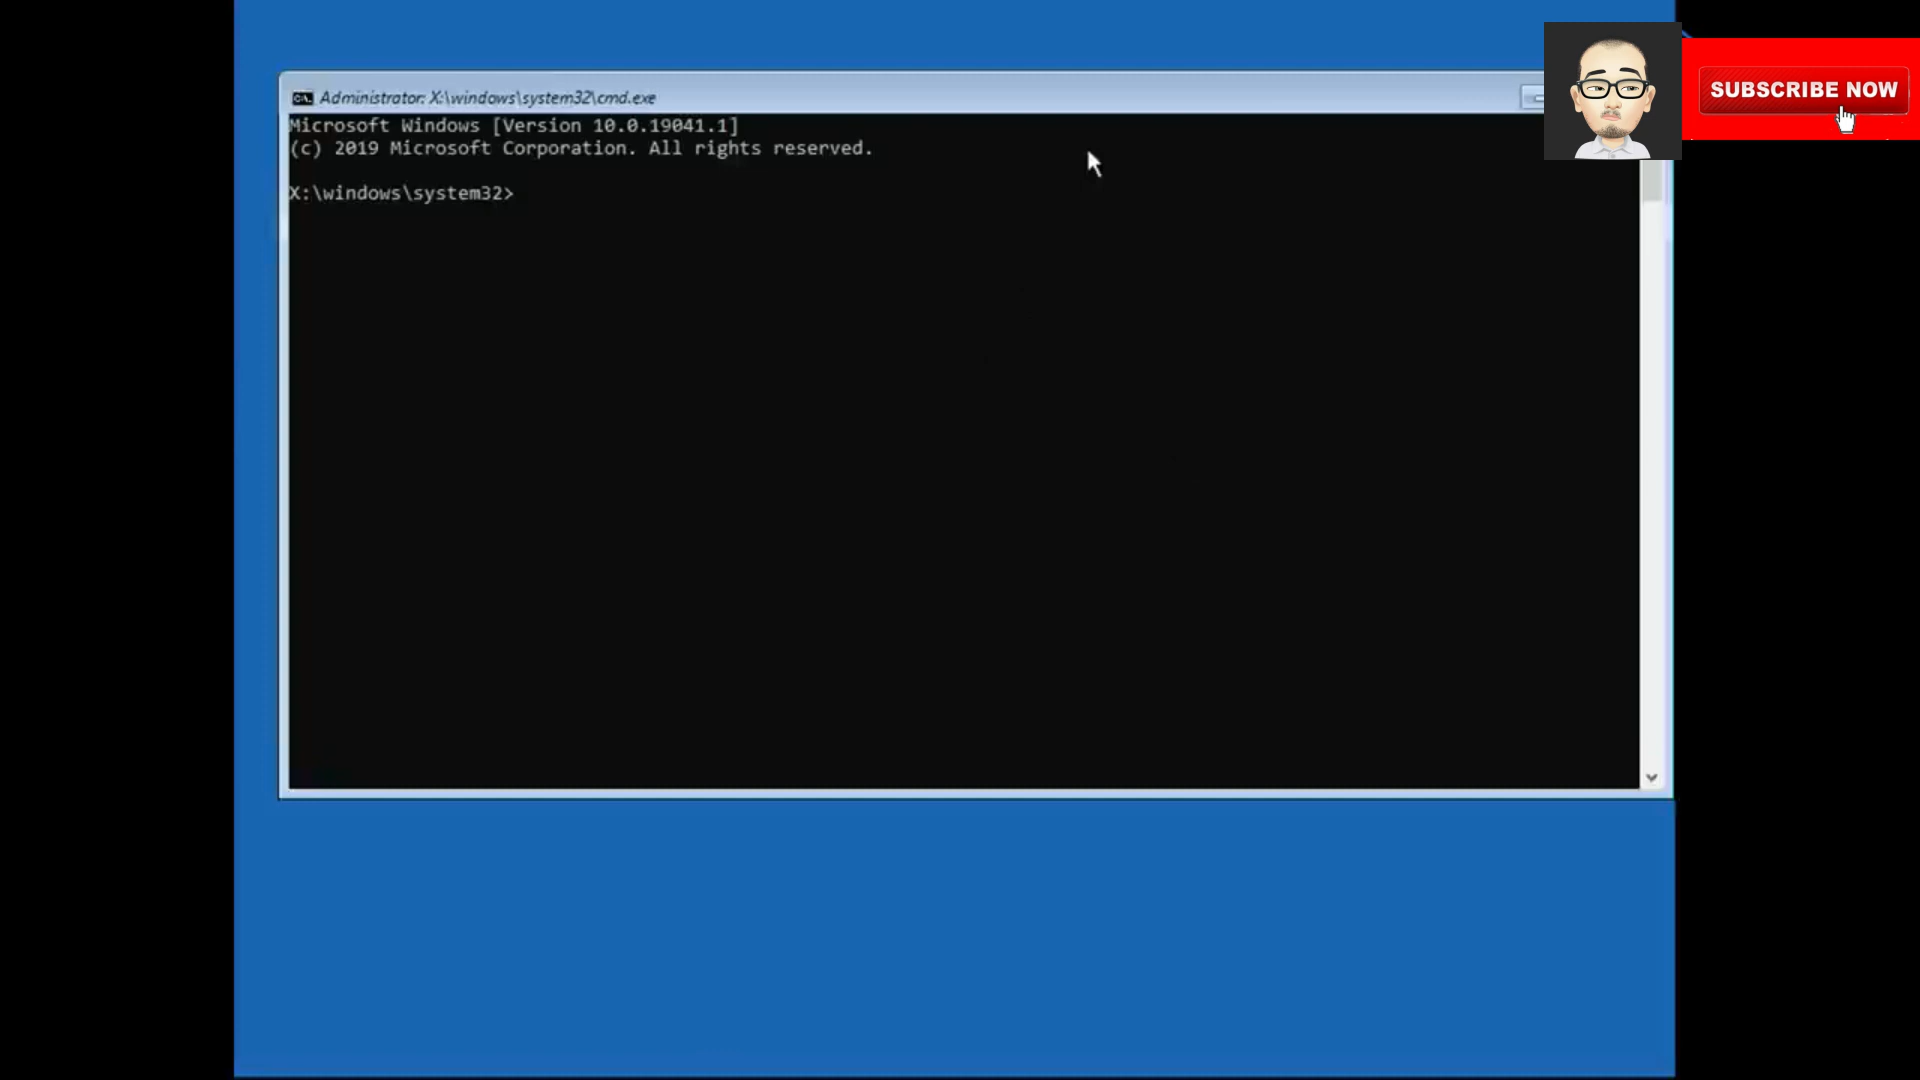 Administrator: X:\windows\system32\cmd.exe
SUBSCRIBE NOW
Microsoft Windows [Version 10.0.19041.1]
(c) 2019 Microsoft Corporation. All rights reserved.
X:\windows\system32>